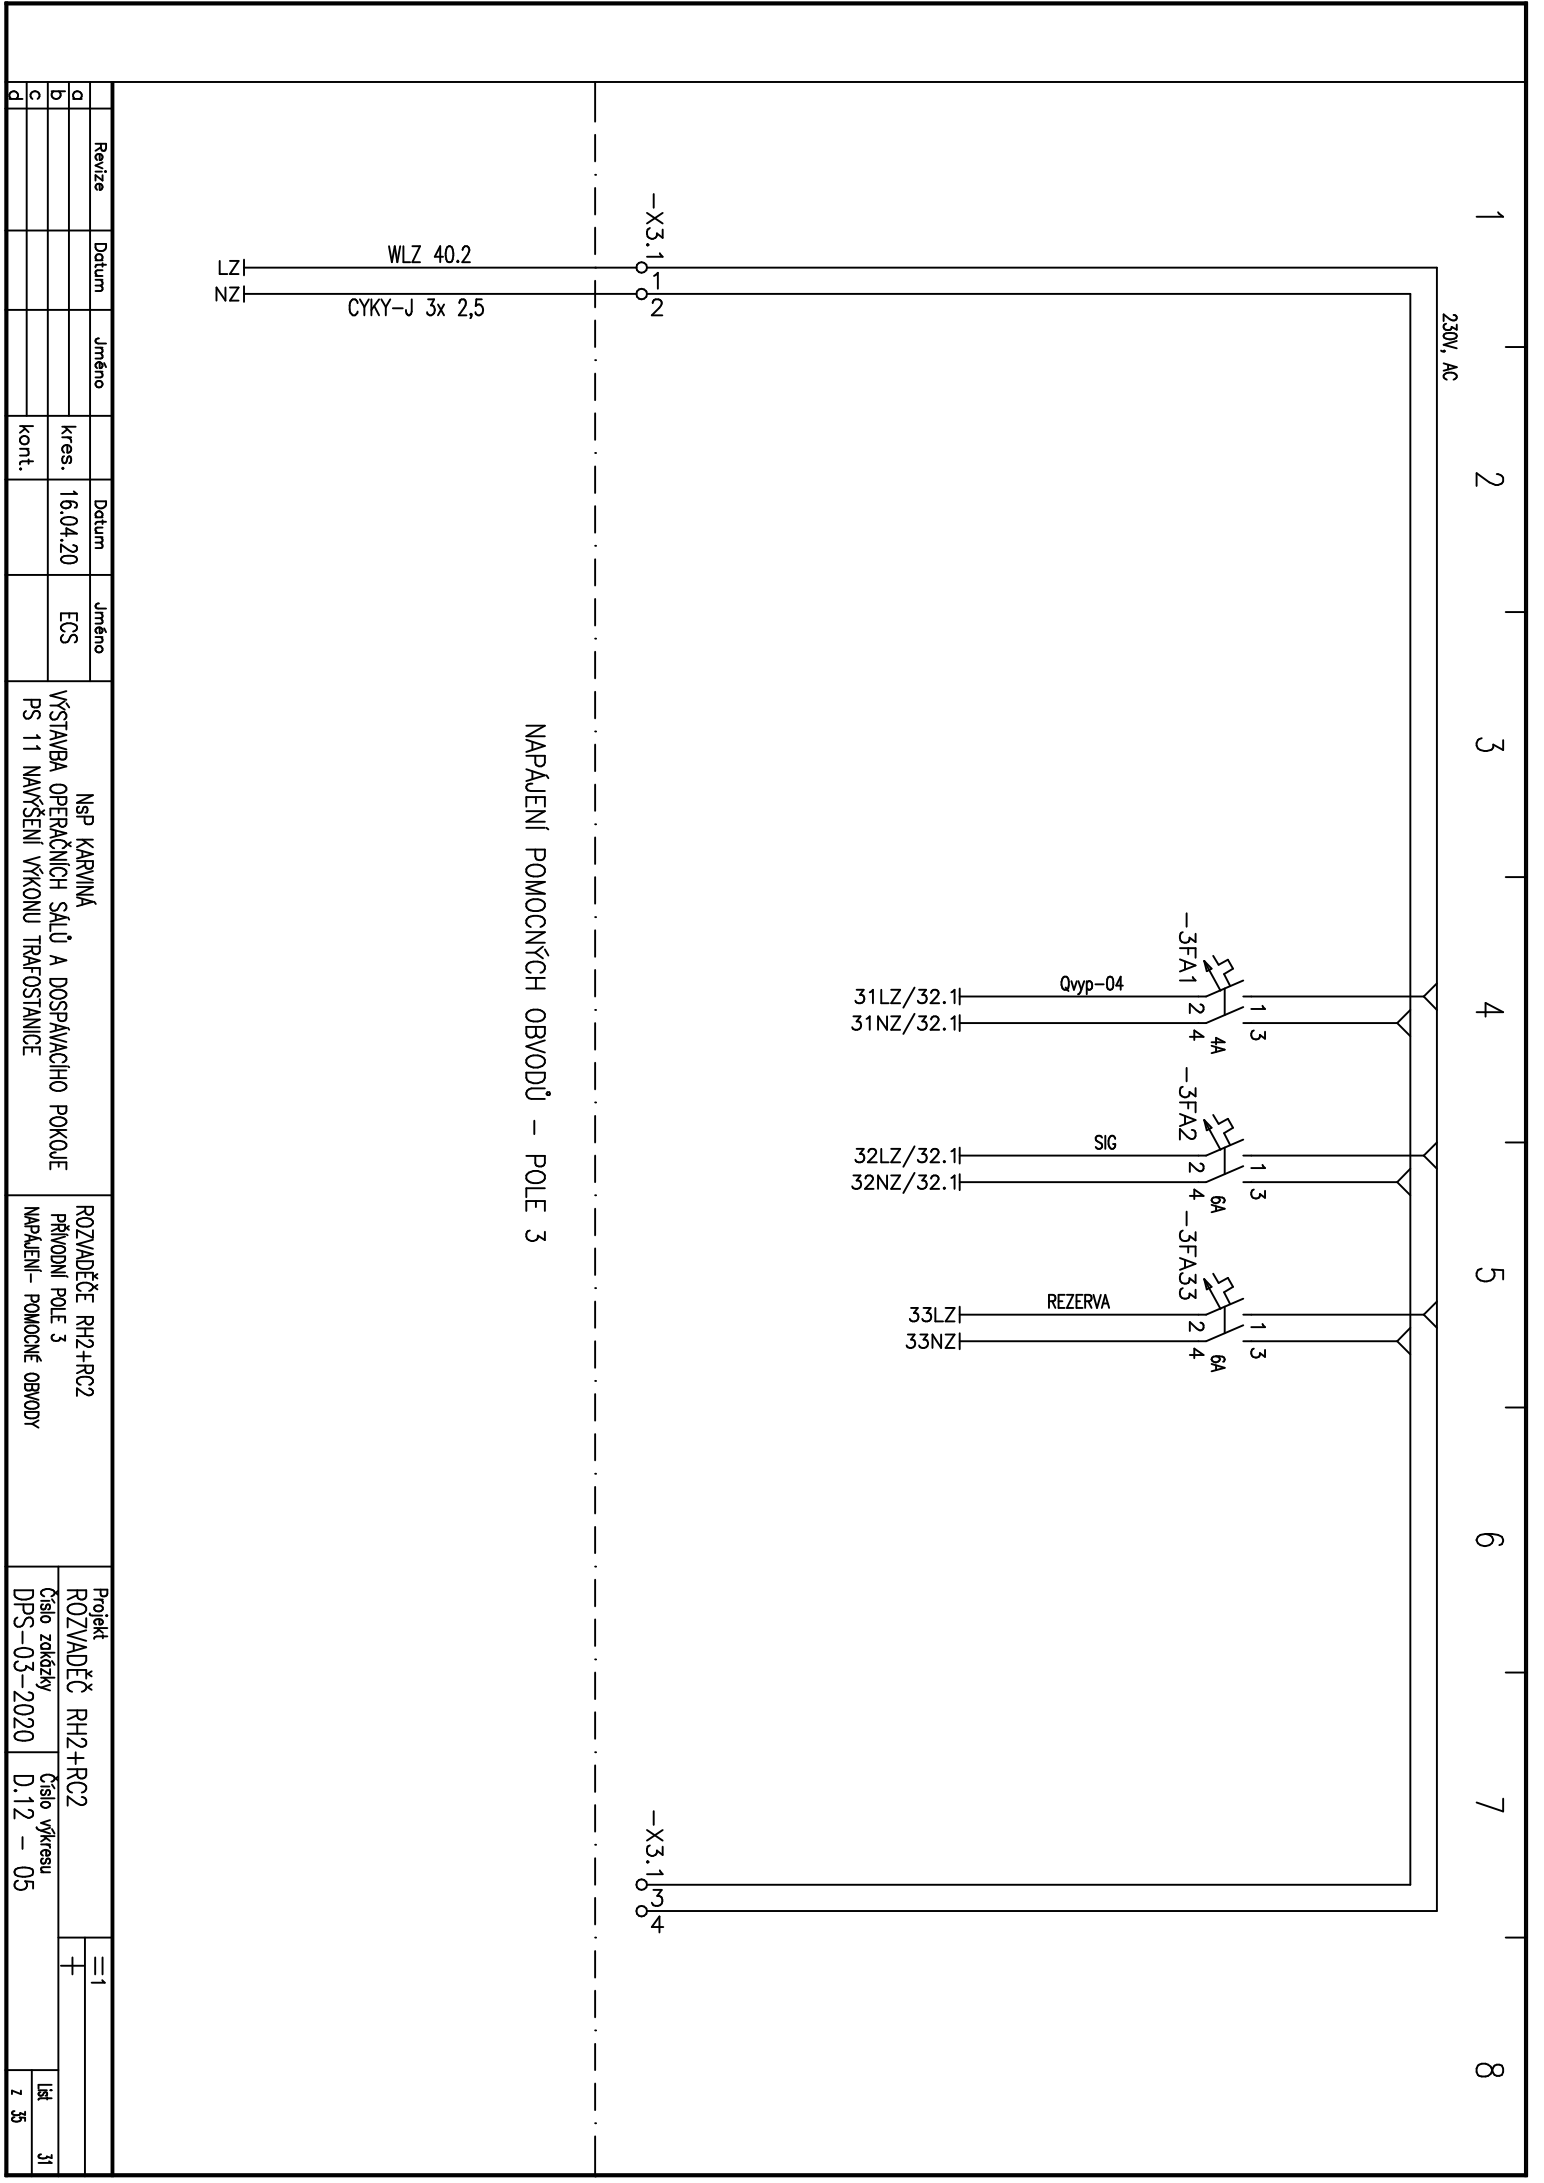 1 2 3 4 5 6 7 8
230V, AC
-3FA1
1 3
2 4
4A
Qvyp-04
31LZ/32.1
31NZ/32.1
-3FA2
1 3
2 4
6A
SIG
32LZ/32.1
32NZ/32.1
-3FA33
1 3
2 4
6A
REZERVA
33LZ
33NZ
-X3.1
1
2
-X3.1
3
4
NAPÁJENÍ POMOCNÝCH OBVODŮ - POLE 3
WLZ 40.2
CYKY-J 3x 2,5
LZ
NZ
Revize Datum Jméno
a
b
c
d
Datum Jméno
kres. 16.04.20 ECS
kont.
NsP KARVINÁ
VÝSTAVBA OPERAČNÍCH SÁLŮ A DOSPÁVACÍHO POKOJE
PS 11 NAVÝŠENÍ VÝKONU TRAFOSTANICE
ROZVADĚČE RH2+RC2
PŘÍVODNÍ POLE 3
NAPÁJENÍ- POMOCNÉ OBVODY
Projekt
ROZVADĚČ RH2+RC2
Číslo zakázky
DPS-03-2020
Číslo výkresu
D.12 - 05
=1
+
List 31
z 35